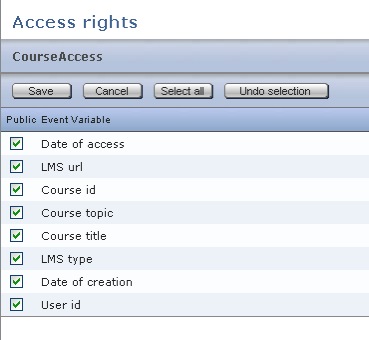 Access rights
CourseAccess
Save Cancel Select all Undo selection
Public Event Variable
Date of access
LMS url
Course id
Course topic
Course title
LMS type
Date of creation
User id